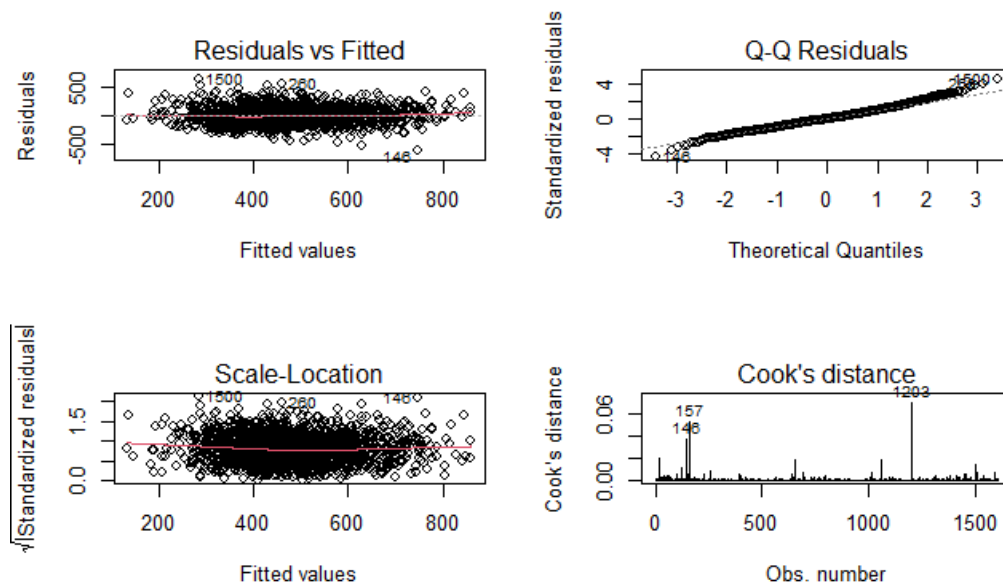 Residuals vs Fitted
Residuals
500
-500
1500
260
146
200 400 600 800
Fitted values
Q-Q Residuals
Standardized residuals
4
0
-4
1500
146
-3 -2 -1 0 1 2 3
Theoretical Quantiles
Scale-Location
√|Standardized residuals|
1.5
0.0
1500
260
146
200 400 600 800
Fitted values
Cook's distance
Cook's distance
0.06
0.00
157
146
1203
0 500 1000 1500
Obs. number